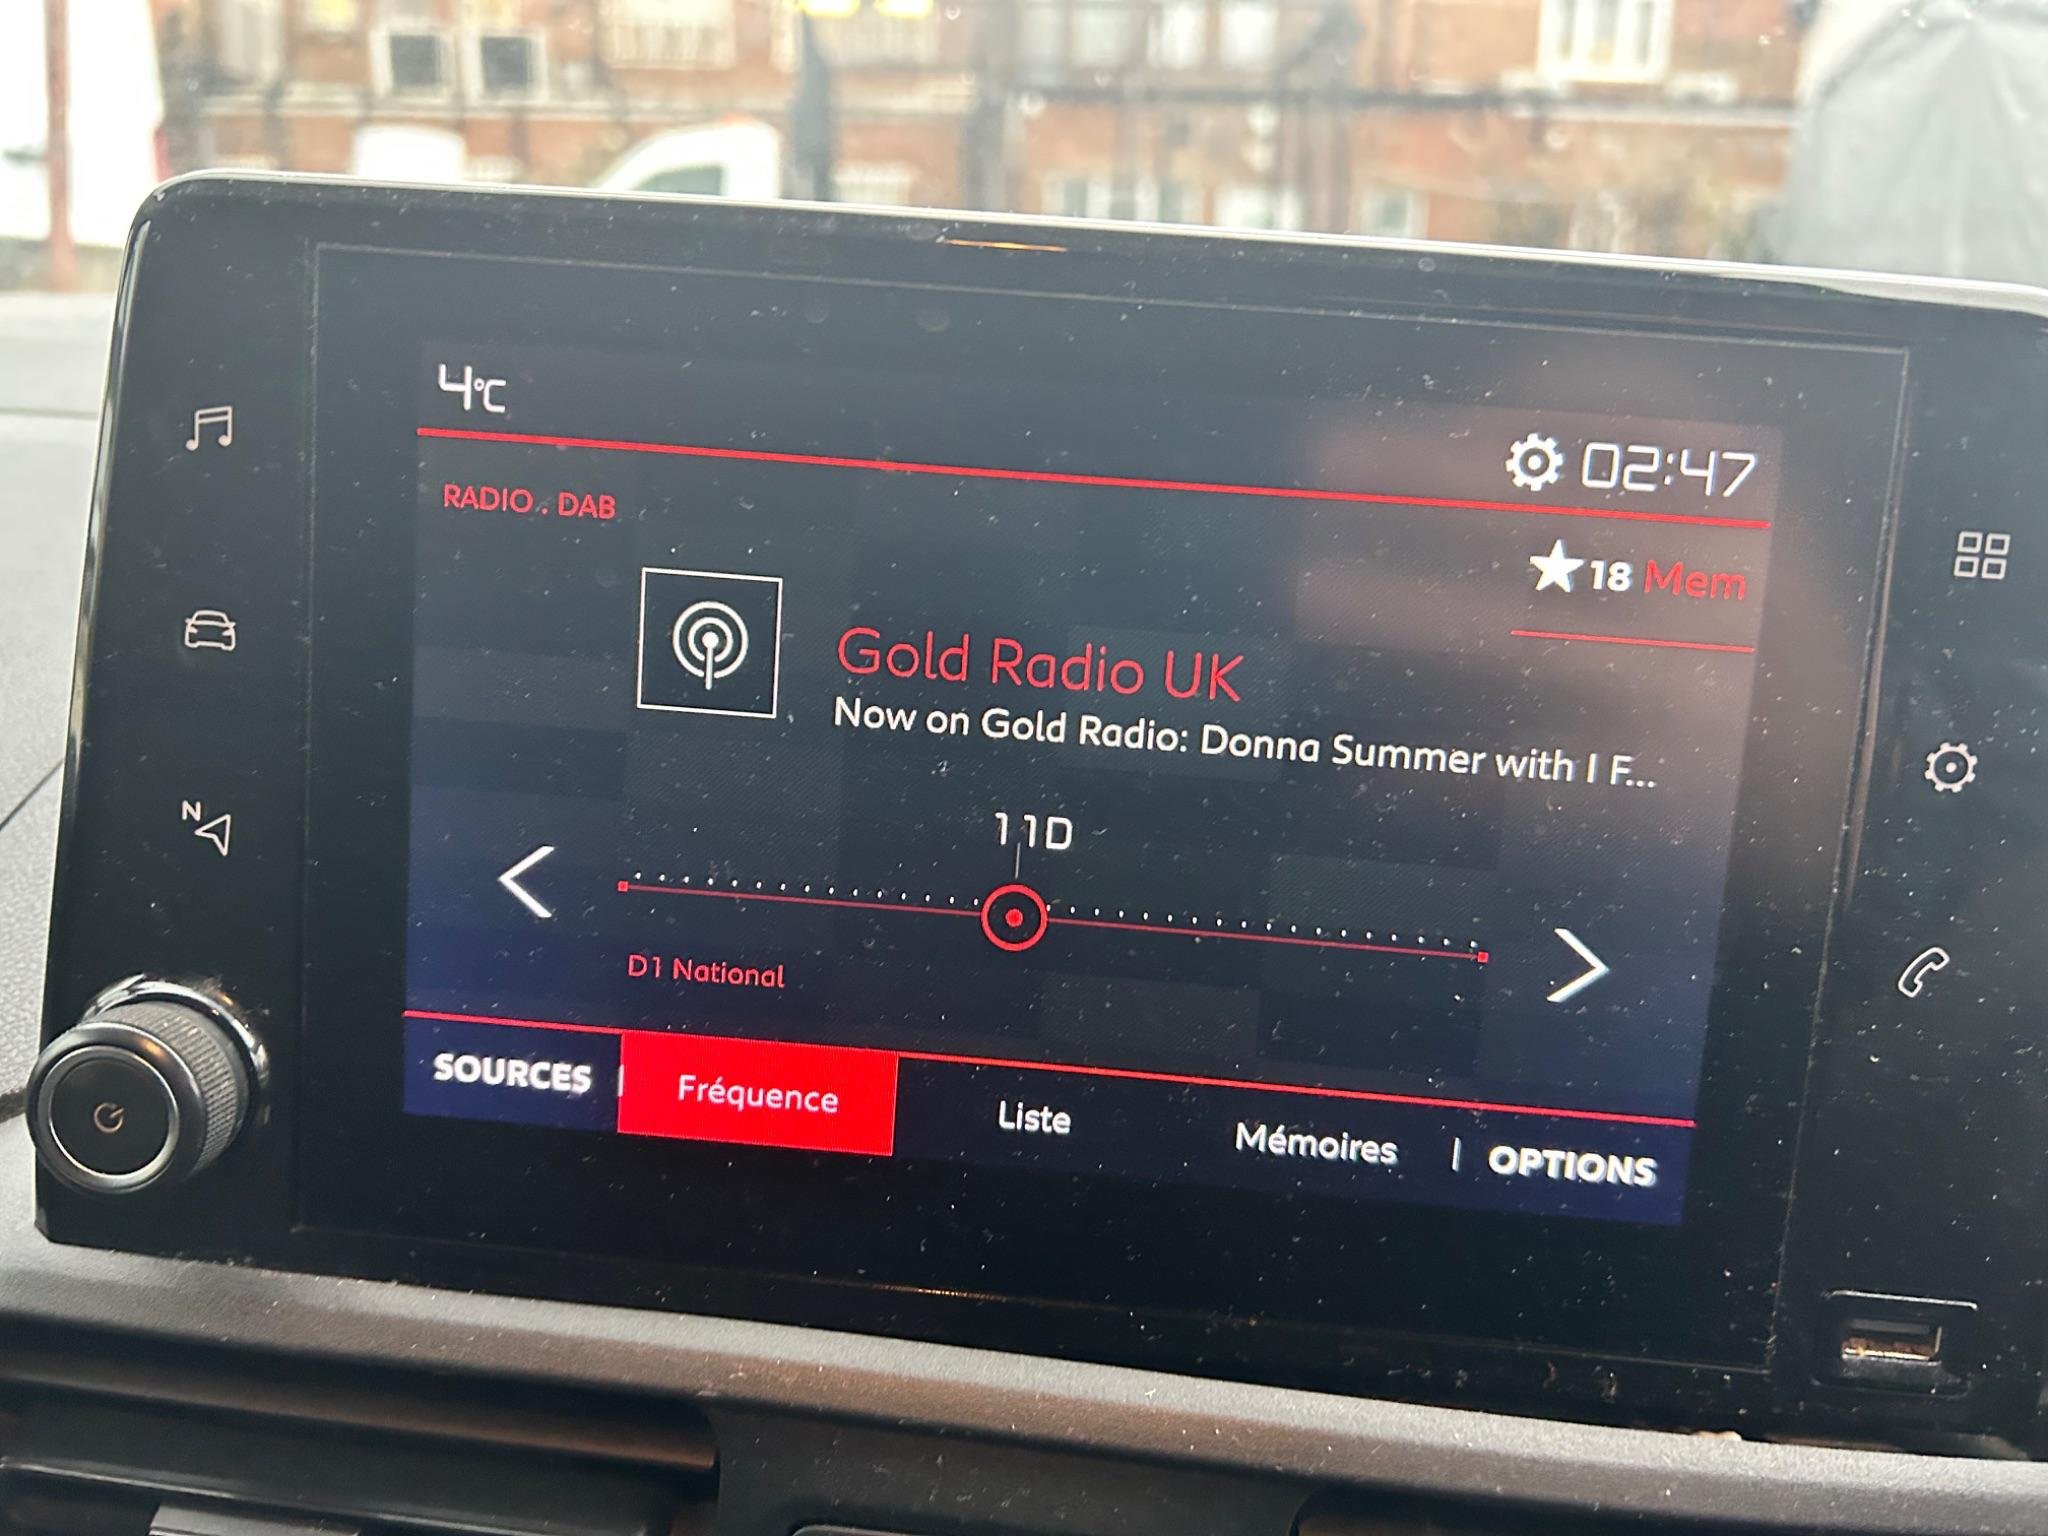 4°C
02:47
RADIO . DAB
18 Mem
Gold Radio UK
Now on Gold Radio: Donna Summer with I F...
11D
D1 National
SOURCES | Fréquence Liste Mémoires | OPTIONS
N